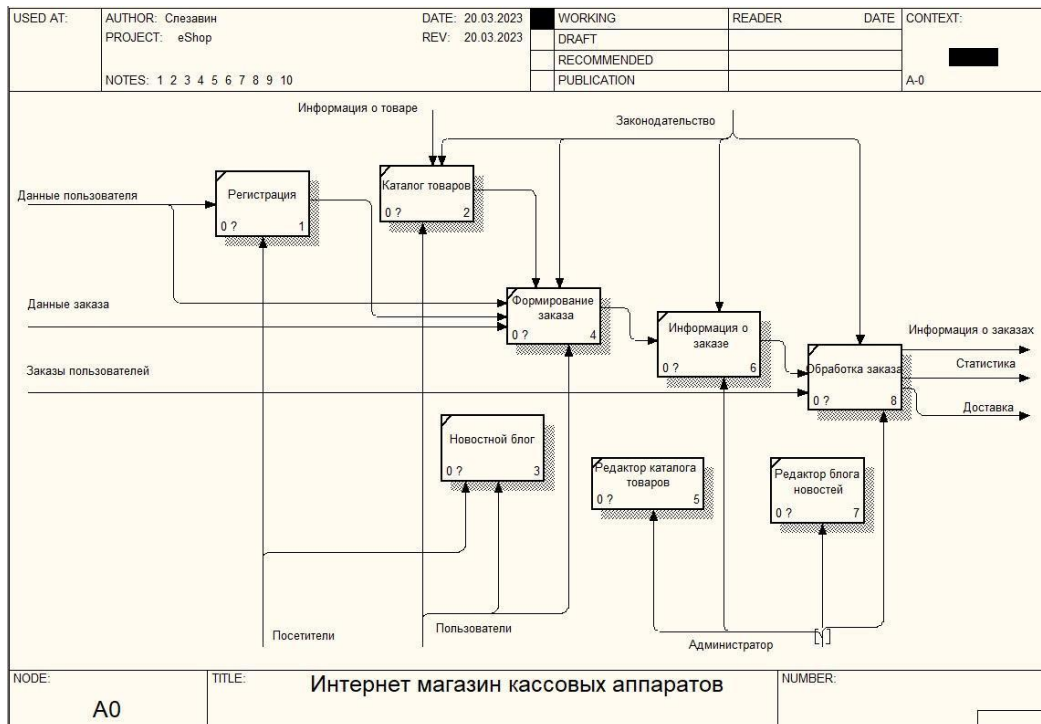 USED AT:
AUTHOR: Слезавин
DATE: 20.03.2023
WORKING
READER
DATE
CONTEXT:
PROJECT: eShop
REV: 20.03.2023
DRAFT
RECOMMENDED
NOTES: 1 2 3 4 5 6 7 8 9 10
PUBLICATION
A-0
Информация о товаре
Законодательство
Данные пользователя
Регистрация
0 ?
1
Каталог товаров
0 ?
2
Данные заказа
Формирование
заказа
0 ?
4
Информация о
заказе
0 ?
6
Информация о заказах
Статистика
Доставка
Заказы пользователей
Обработка заказа
0 ?
8
Новостной блог
0 ?
3
Редактор каталога
товаров
0 ?
5
Редактор блога
новостей
0 ?
7
Посетители
Пользователи
Администратор
NODE:
A0
TITLE:
Интернет магазин кассовых аппаратов
NUMBER: